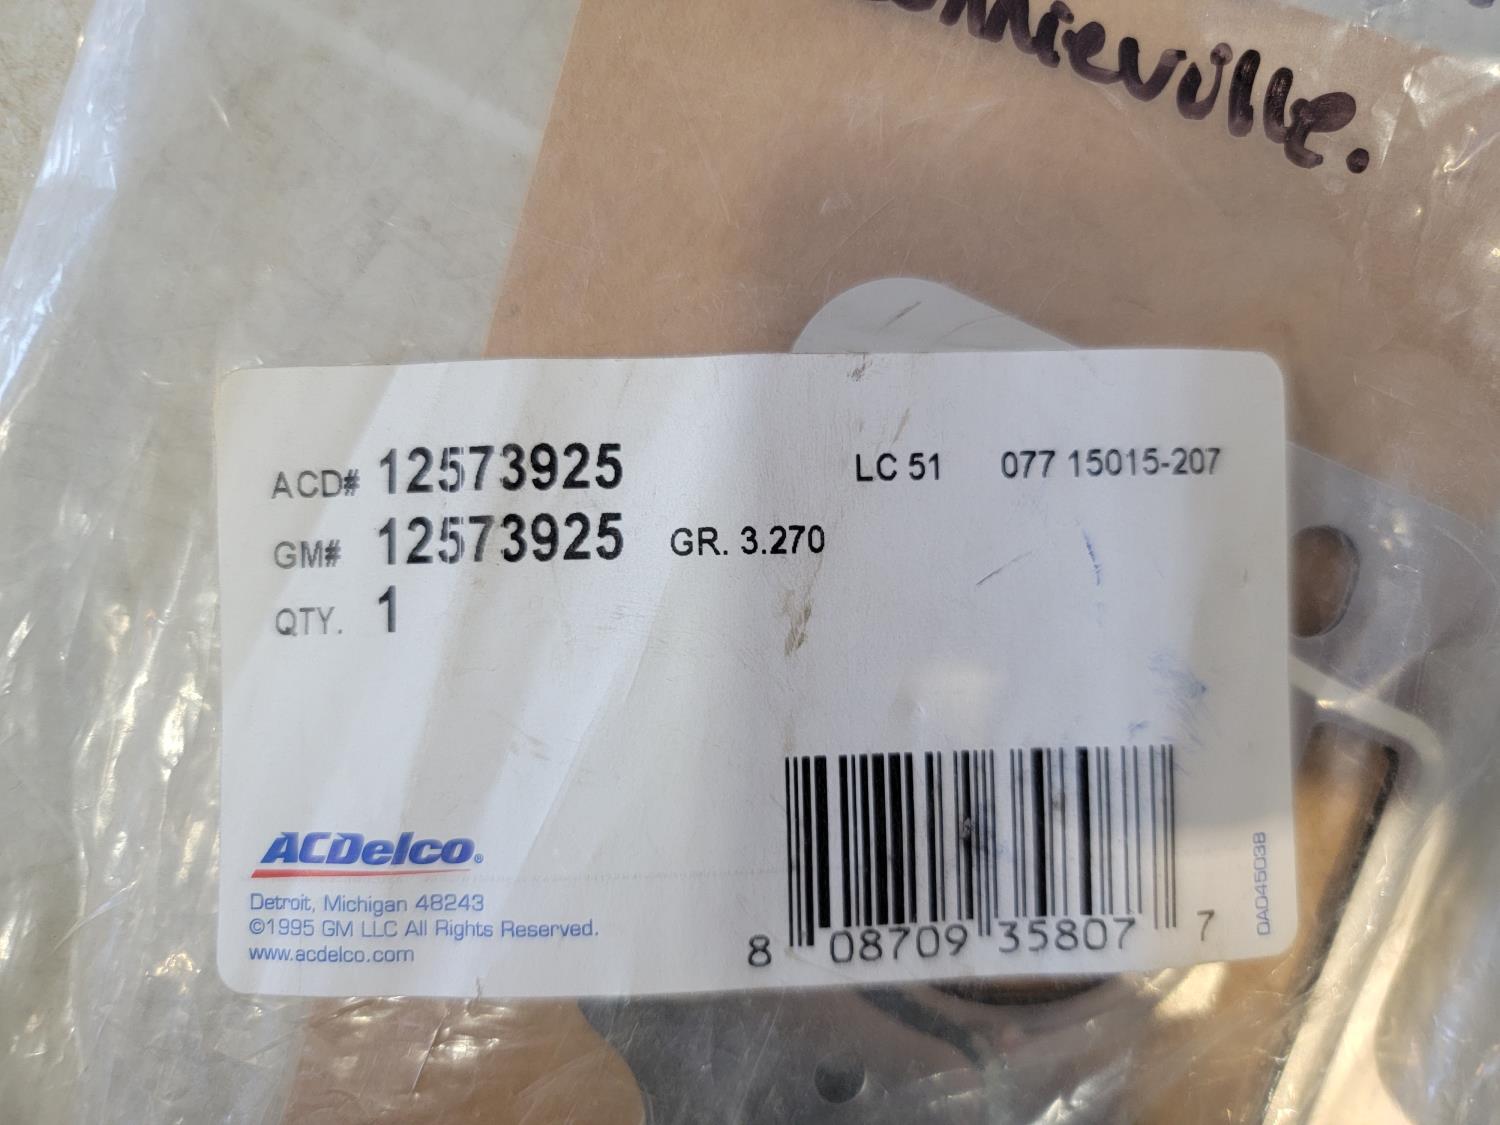 ACD# 12573925 LC 51 077 15015-207
GM# 12573925 GR. 3.270
QTY. 1
ACDelco®
Detroit, Michigan 48243
©1995 GM LLC All Rights Reserved.
www.acdelco.com
8 08709 35807 7
0AD4503B